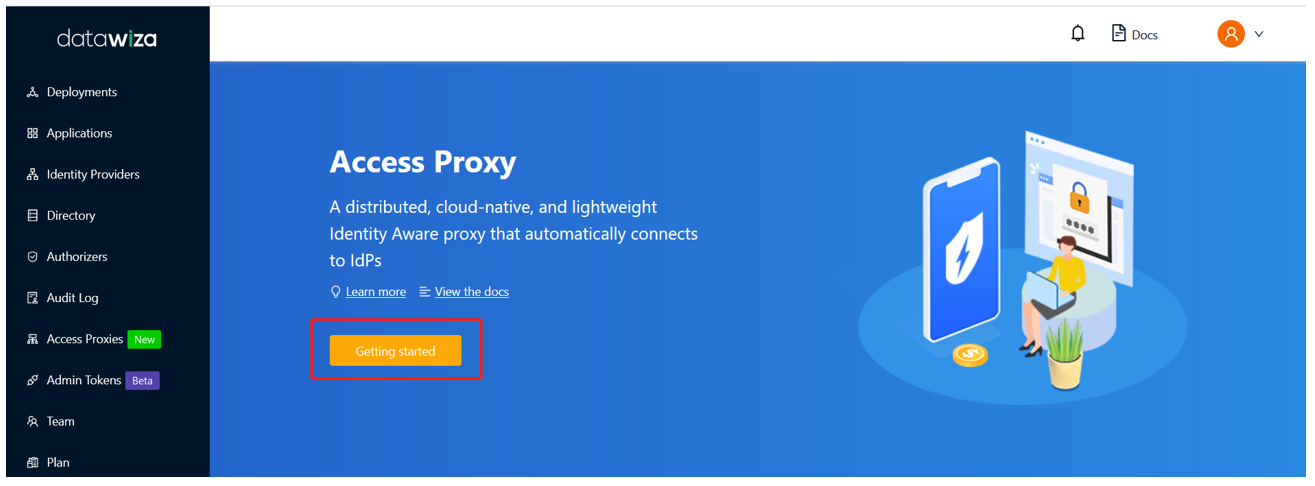 datawiza
Docs
Deployments
Applications
Identity Providers
Directory
Authorizers
Audit Log
Access Proxies New
Admin Tokens Beta
Team
Plan
Access Proxy
A distributed, cloud-native, and lightweight
Identity Aware proxy that automatically connects
to IdPs
Learn more View the docs
Getting started